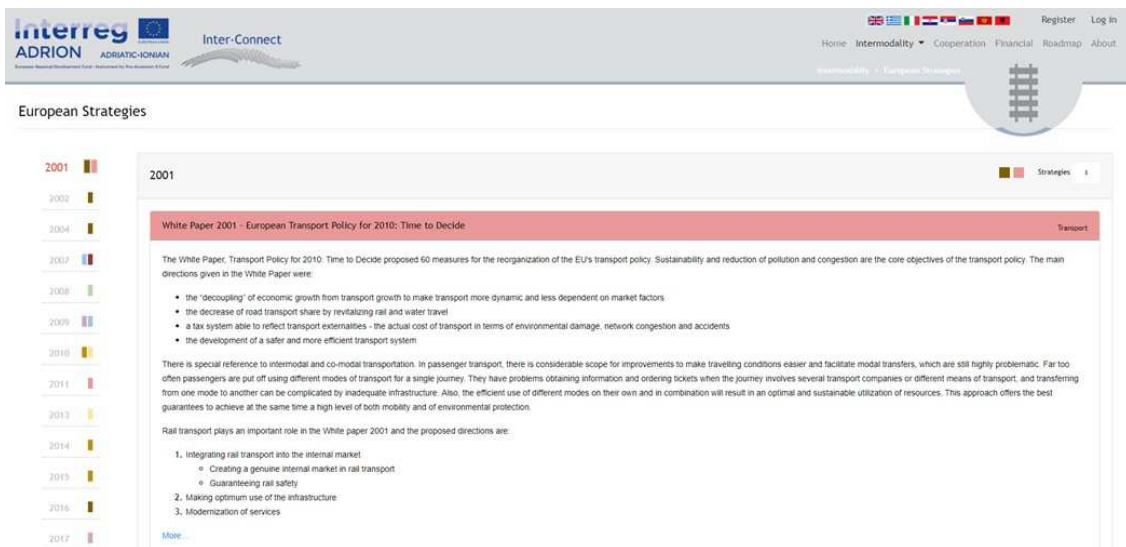 Interreg
ADRION ADRIATIC-IONIAN
European Regional Development Fund - Instrument for Pre-Accession II Fund
Inter-Connect
Register Log in
Home Intermodality Cooperation Financial Roadmap About
Intermodality > European Strategies
European Strategies
2001
2002
2004
2007
2008
2009
2010
2011
2013
2014
2015
2016
2017
2001
Strategies
White Paper 2001 - European Transport Policy for 2010: Time to Decide
Transport
The White Paper, Transport Policy for 2010: Time to Decide proposed 60 measures for the reorganization of the EU's transport policy. Sustainability and reduction of pollution and congestion are the core objectives of the transport policy. The main
directions given in the White Paper were:
• the 'decoupling' of economic growth from transport growth to make transport more dynamic and less dependent on market factors
• the decrease of road transport share by revitalizing rail and water travel
• a tax system able to reflect transport externalities - the actual cost of transport in terms of environmental damage, network congestion and accidents
• the development of a safer and more efficient transport system
There is special reference to intermodal and co-modal transportation. In passenger transport, there is considerable scope for improvements to make travelling conditions easier and facilitate modal transfers, which are still highly problematic. Far too
often passengers are put off using different modes of transport for a single journey. They have problems obtaining information and ordering tickets when the journey involves several transport companies or different means of transport, and transferring
from one mode to another can be complicated by inadequate infrastructure. Also, the efficient use of different modes on their own and in combination will result in an optimal and sustainable utilization of resources. This approach offers the best
guarantees to achieve at the same time a high level of both mobility and of environmental protection.
Rail transport plays an important role in the White paper 2001 and the proposed directions are:
1. Integrating rail transport into the internal market
○ Creating a genuine internal market in rail transport
○ Guaranteeing rail safety
2. Making optimum use of the infrastructure
3. Modernization of services
More...